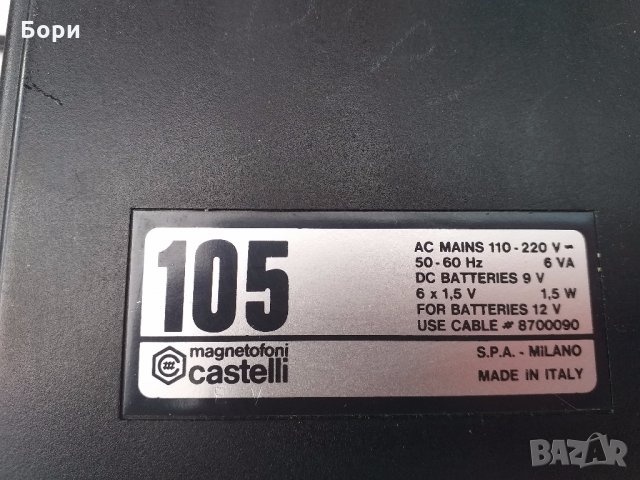 Бори
105
AC MAINS 110-220 V ~
50-60 Hz 6 VA
DC BATTERIES 9 V
6 x 1,5 V 1,5 W
FOR BATTERIES 12 V
USE CABLE # 8700090
magnetofoni
castelli
S.P.A. - MILANO
MADE IN ITALY
BAZAR